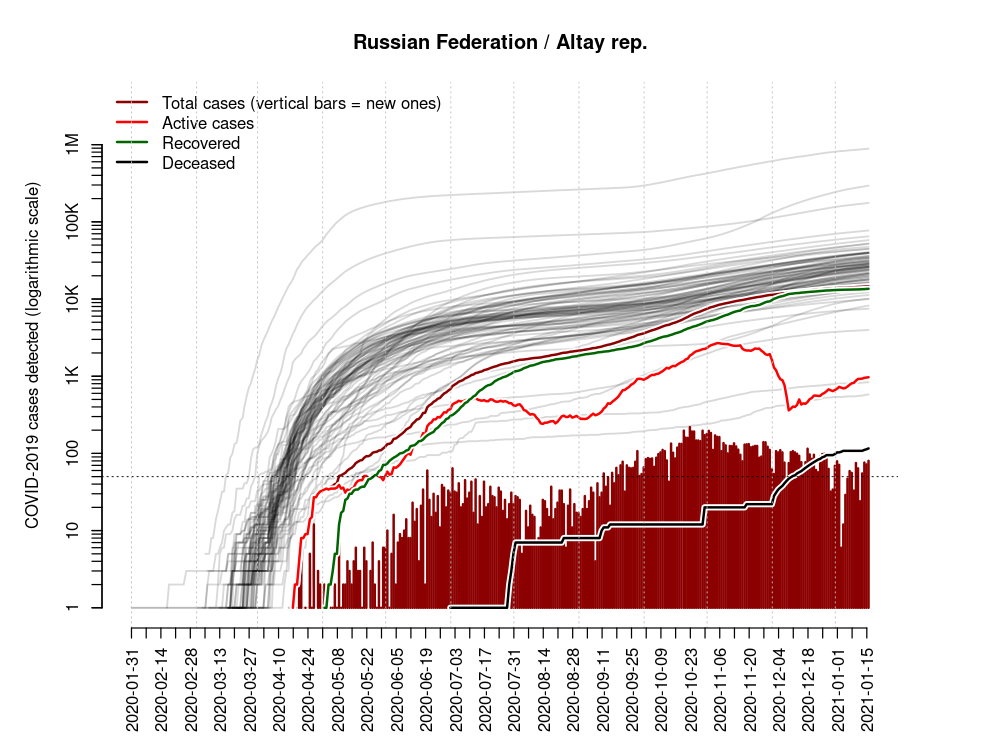 Russian Federation / Altay rep.
Total cases (vertical bars = new ones)
Active cases
Recovered
Deceased
COVID-2019 cases detected (logarithmic scale)
1M
100K
10K
1K
100
10
1
2020-01-31
2020-02-14
2020-02-28
2020-03-13
2020-03-27
2020-04-10
2020-04-24
2020-05-08
2020-05-22
2020-06-05
2020-06-19
2020-07-03
2020-07-17
2020-07-31
2020-08-14
2020-08-28
2020-09-11
2020-09-25
2020-10-09
2020-10-23
2020-11-06
2020-11-20
2020-12-04
2020-12-18
2021-01-01
2021-01-15